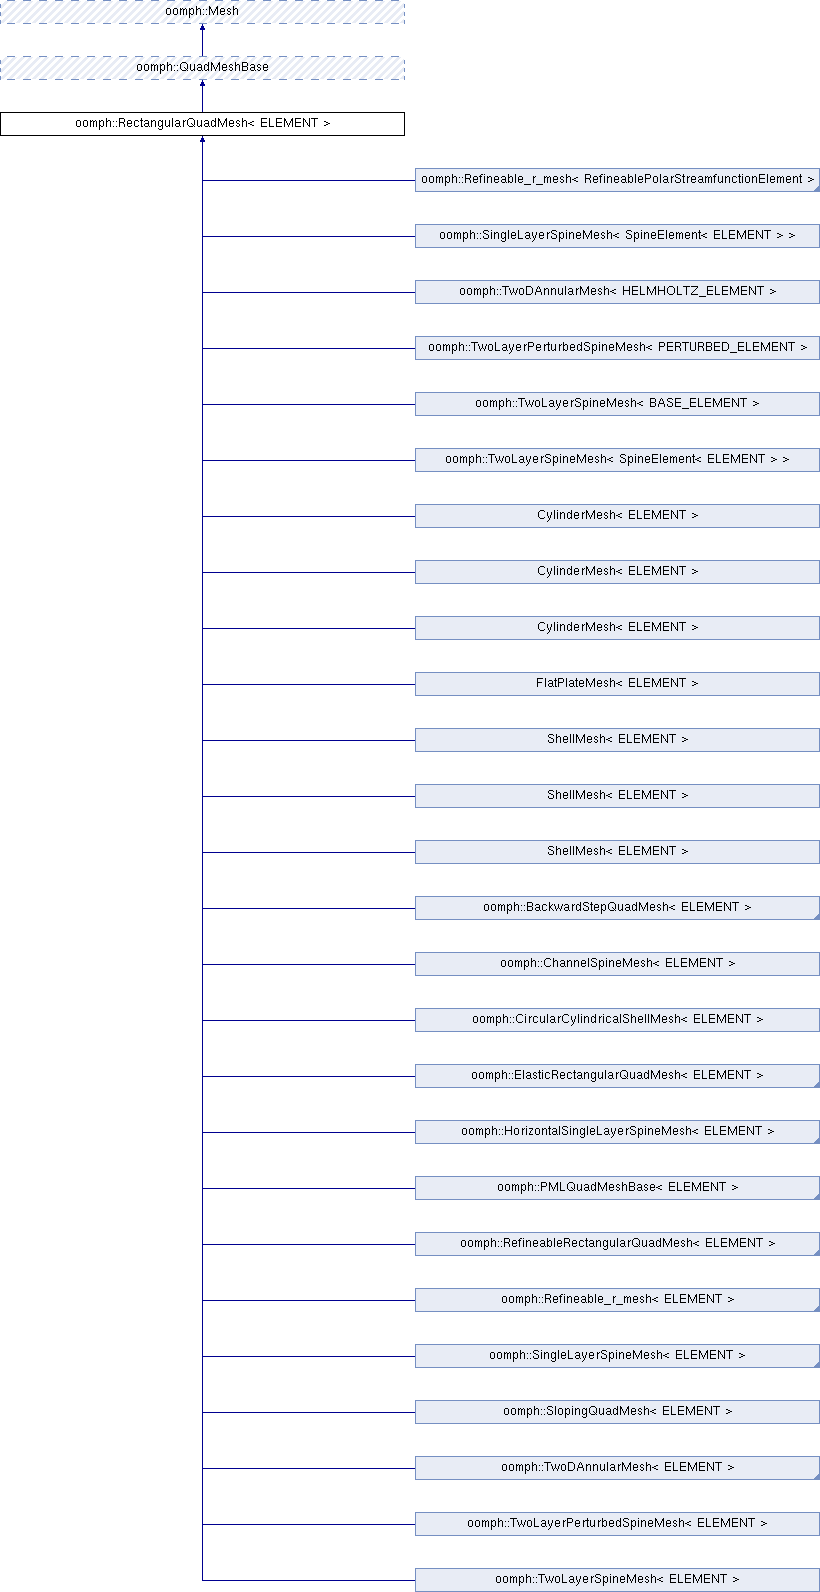 oomph::Mesh
oomph::QuadMeshBase
oomph::RectangularQuadMesh< ELEMENT >
oomph::Refineable_r_mesh< RefineablePolarStreamfunctionElement >
oomph::SingleLayerSpineMesh< SpineElement< ELEMENT > >
oomph::TwoDAnnularMesh< HELMHOLTZ_ELEMENT >
oomph::TwoLayerPerturbedSpineMesh< PERTURBED_ELEMENT >
oomph::TwoLayerSpineMesh< BASE_ELEMENT >
oomph::TwoLayerSpineMesh< SpineElement< ELEMENT > >
CylinderMesh< ELEMENT >
CylinderMesh< ELEMENT >
CylinderMesh< ELEMENT >
FlatPlateMesh< ELEMENT >
ShellMesh< ELEMENT >
ShellMesh< ELEMENT >
ShellMesh< ELEMENT >
oomph::BackwardStepQuadMesh< ELEMENT >
oomph::ChannelSpineMesh< ELEMENT >
oomph::CircularCylindricalShellMesh< ELEMENT >
oomph::ElasticRectangularQuadMesh< ELEMENT >
oomph::HorizontalSingleLayerSpineMesh< ELEMENT >
oomph::PMLQuadMeshBase< ELEMENT >
oomph::RefineableRectangularQuadMesh< ELEMENT >
oomph::Refineable_r_mesh< ELEMENT >
oomph::SingleLayerSpineMesh< ELEMENT >
oomph::SlopingQuadMesh< ELEMENT >
oomph::TwoDAnnularMesh< ELEMENT >
oomph::TwoLayerPerturbedSpineMesh< ELEMENT >
oomph::TwoLayerSpineMesh< ELEMENT >